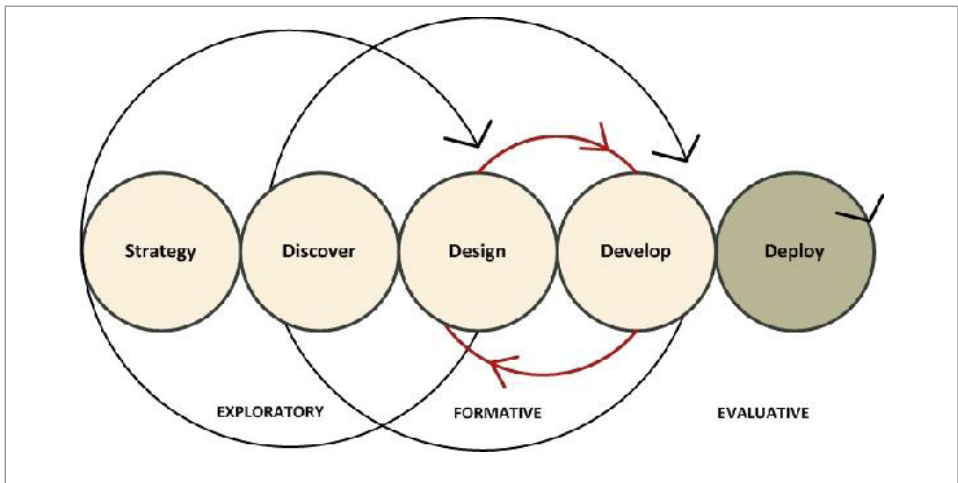 Strategy
Discover
Design
Develop
Deploy
EXPLORATORY
FORMATIVE
EVALUATIVE